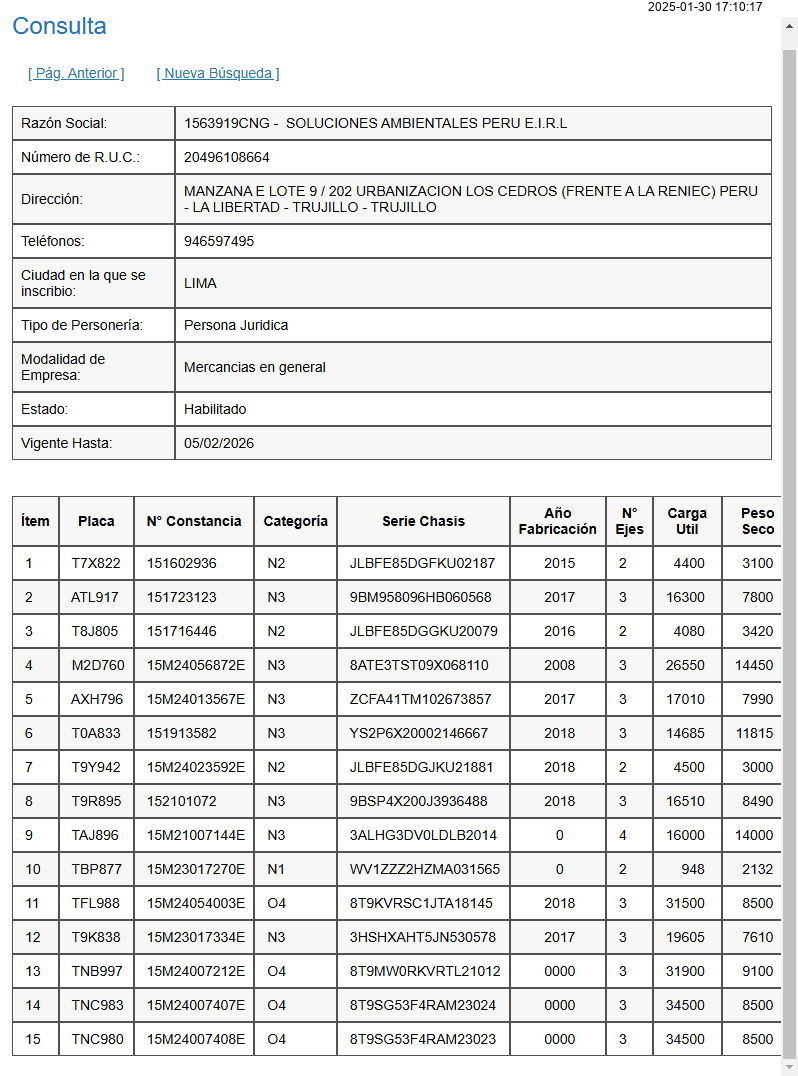 2025-01-30 17:10:17
Consulta
[ Pág. Anterior ] [ Nueva Búsqueda ]
Razón Social: 1563919CNG - SOLUCIONES AMBIENTALES PERU E.I.R.L
Número de R.U.C.: 20496108664
Dirección: MANZANA E LOTE 9 / 202 URBANIZACION LOS CEDROS (FRENTE A LA RENIEC) PERU
- LA LIBERTAD - TRUJILLO - TRUJILLO
Teléfonos: 946597495
Ciudad en la que se
inscribio: LIMA
Tipo de Personería: Persona Juridica
Modalidad de
Empresa: Mercancias en general
Estado: Habilitado
Vigente Hasta: 05/02/2026
Ítem Placa N° Constancia Categoría Serie Chasis Año Fabricación N° Ejes Carga Util Peso Seco
1 T7X822 151602936 N2 JLBFE85DGFKU02187 2015 2 4400 3100
2 ATL917 151723123 N3 9BM958096HB060568 2017 3 16300 7800
3 T8J805 151716446 N2 JLBFE85DGGKU20079 2016 2 4080 3420
4 M2D760 15M24056872E N3 8ATE3TST09X068110 2008 3 26550 14450
5 AXH796 15M24013567E N3 ZCFA41TM102673857 2017 3 17010 7990
6 T0A833 151913582 N3 YS2P6X20002146667 2018 3 14685 11815
7 T9Y942 15M24023592E N2 JLBFE85DGJKU21881 2018 2 4500 3000
8 T9R895 152101072 N3 9BSP4X200J3936488 2018 3 16510 8490
9 TAJ896 15M21007144E N3 3ALHG3DV0LDLB2014 0 4 16000 14000
10 TBP877 15M23017270E N1 WV1ZZZ2HZMA031565 0 2 948 2132
11 TFL988 15M24054003E O4 8T9KVRSC1JTA18145 2018 3 31500 8500
12 T9K838 15M23017334E N3 3HSHXAHT5JN530578 2017 3 19605 7610
13 TNB997 15M24007212E O4 8T9MW0RKVRTL21012 0000 3 31900 9100
14 TNC983 15M24007407E O4 8T9SG53F4RAM23024 0000 3 34500 8500
15 TNC980 15M24007408E O4 8T9SG53F4RAM23023 0000 3 34500 8500